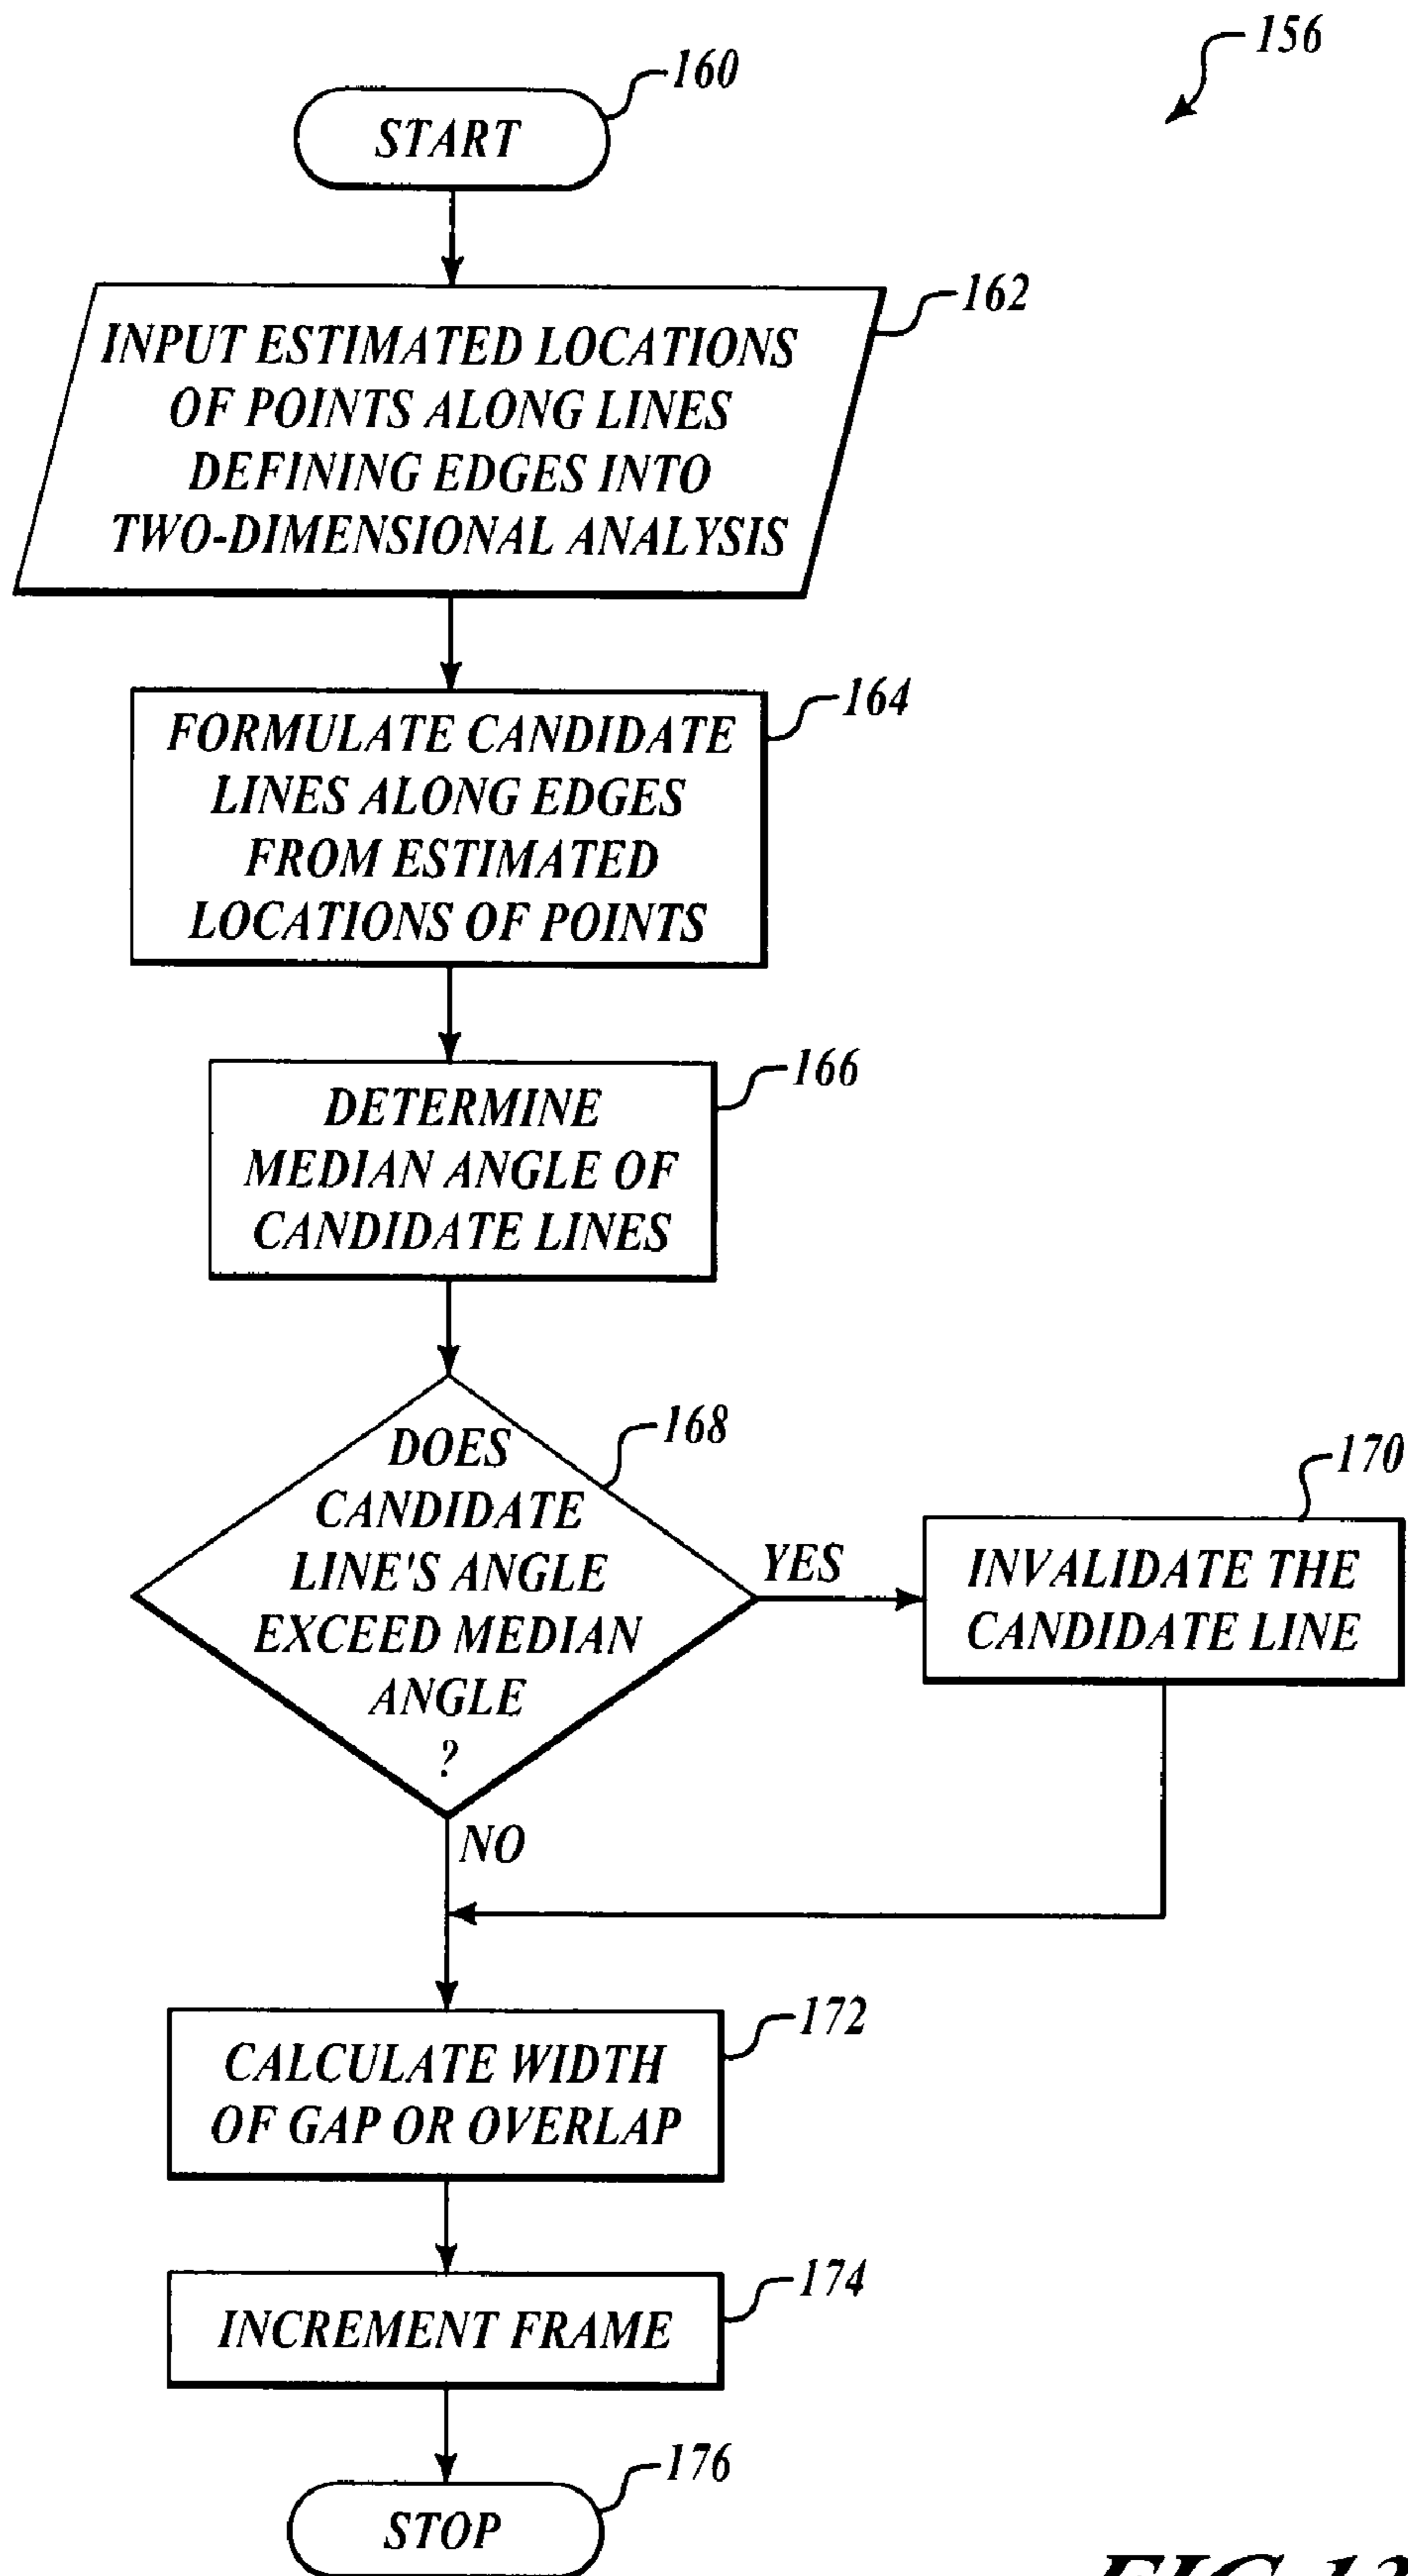 156
160
START
162
INPUT ESTIMATED LOCATIONS
OF POINTS ALONG LINES
DEFINING EDGES INTO
TWO-DIMENSIONAL ANALYSIS
164
FORMULATE CANDIDATE
LINES ALONG EDGES
FROM ESTIMATED
LOCATIONS OF POINTS
166
DETERMINE
MEDIAN ANGLE OF
CANDIDATE LINES
168
DOES
CANDIDATE
LINE'S ANGLE
EXCEED MEDIAN
ANGLE
?
YES
170
INVALIDATE THE
CANDIDATE LINE
NO
172
CALCULATE WIDTH
OF GAP OR OVERLAP
174
INCREMENT FRAME
176
STOP